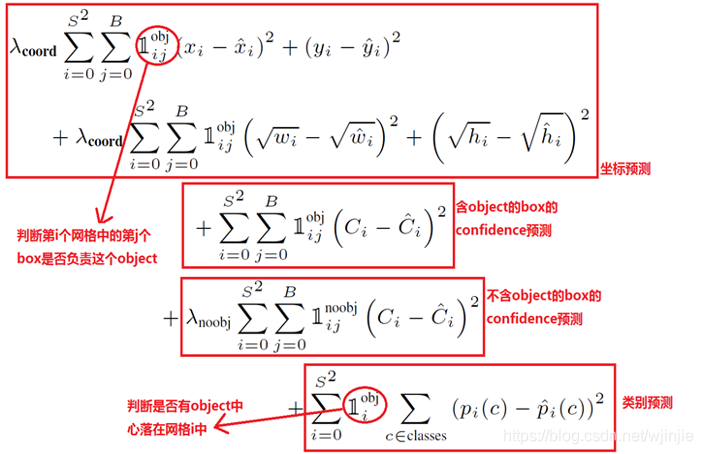 λcoord ∑_{i=0}^{S²} ∑_{j=0}^{B} 𝟙_{ij}^{obj} (x_i − x̂_i)² + (y_i − ŷ_i)²
+ λcoord ∑_{i=0}^{S²} ∑_{j=0}^{B} 𝟙_{ij}^{obj} (√w_i − √ŵ_i)² + (√h_i − √ĥ_i)²
坐标预测
判断第i个网格中的第j个
box是否负责这个object
+ ∑_{i=0}^{S²} ∑_{j=0}^{B} 𝟙_{ij}^{obj} (C_i − Ĉ_i)²
含object的box的
confidence预测
+ λnoobj ∑_{i=0}^{S²} ∑_{j=0}^{B} 𝟙_{ij}^{noobj} (C_i − Ĉ_i)²
不含object的box的
confidence预测
判断是否有object中
心落在网格i中
+ ∑_{i=0}^{S²} 𝟙_{i}^{obj} ∑_{c∈classes} (p_i(c) − p̂_i(c))²
类别预测
https://blog.csdn.net/wjinjie